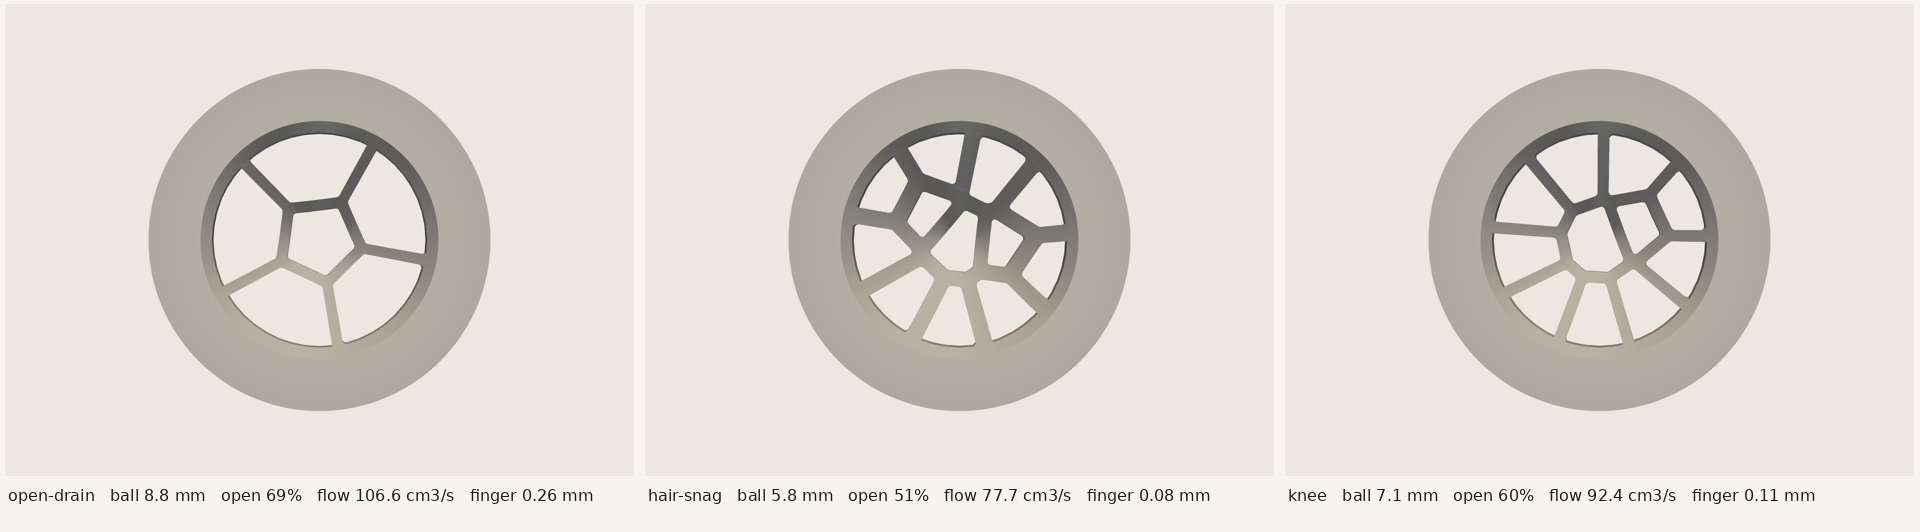 open-drain ball 8.8 mm open 69% flow 106.6 cm3/s finger 0.26 mm
hair-snag ball 5.8 mm open 51% flow 77.7 cm3/s finger 0.08 mm
knee ball 7.1 mm open 60% flow 92.4 cm3/s finger 0.11 mm